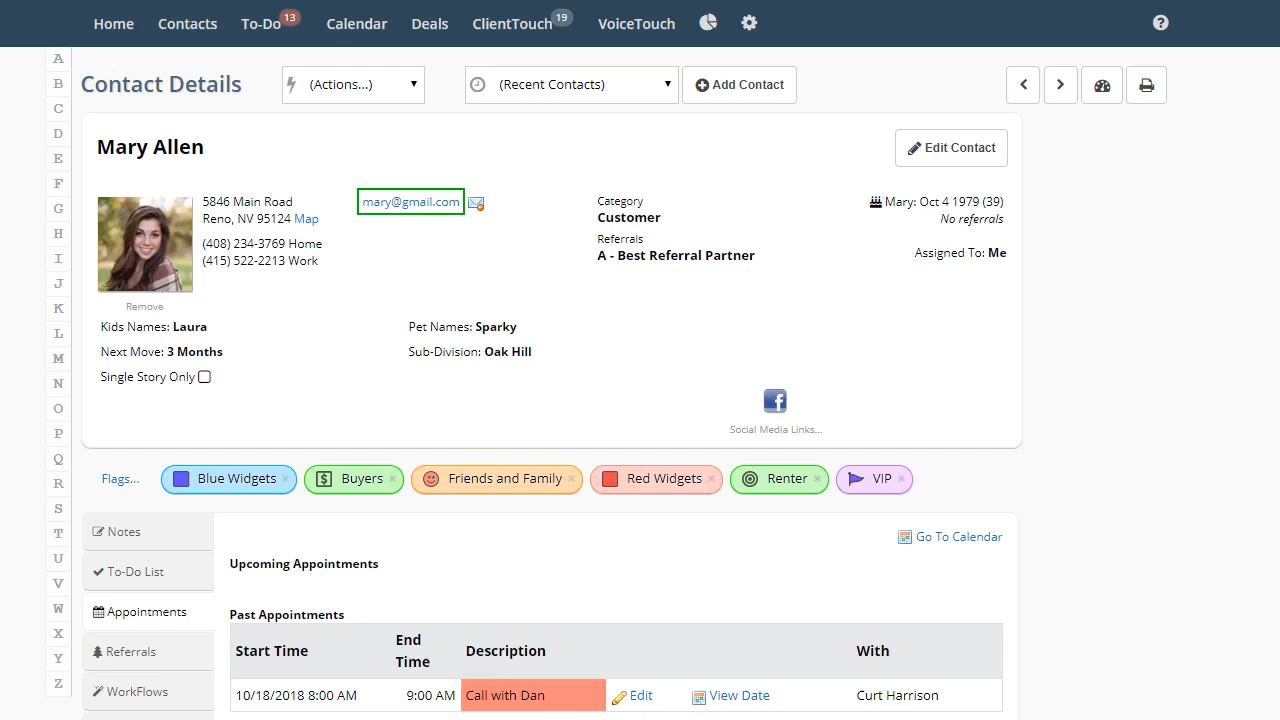 Home Contacts To-Do 13 Calendar Deals ClientTouch 19 VoiceTouch
A
B
C
D
E
F
G
H
I
J
K
L
M
N
O
P
Q
R
S
T
U
V
W
X
Y
Z
Contact Details (Actions...) (Recent Contacts) Add Contact
Mary Allen Edit Contact
5846 Main Road mary@gmail.com
Reno, NV 95124 Map
(408) 234-3769 Home
(415) 522-2213 Work
Category
Customer
Referrals
A - Best Referral Partner
Mary: Oct 4 1979 (39)
No referrals
Assigned To: Me
Remove
Kids Names: Laura Pet Names: Sparky
Next Move: 3 Months Sub-Division: Oak Hill
Single Story Only
Social Media Links...
Flags... Blue Widgets × Buyers × Friends and Family × Red Widgets × Renter × VIP ×
Notes
To-Do List
Appointments
Referrals
WorkFlows
Go To Calendar
Upcoming Appointments
Past Appointments
Start Time End Time Description With
10/18/2018 8:00 AM 9:00 AM Call with Dan Edit View Date Curt Harrison